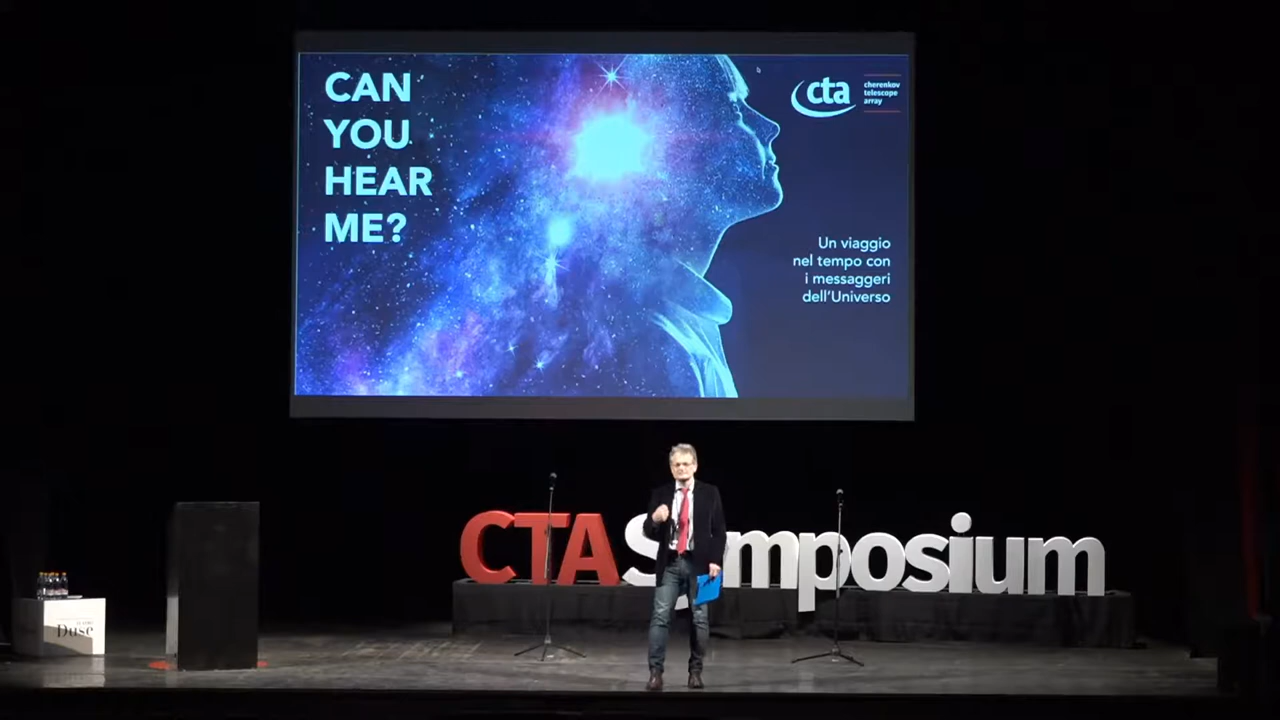 CAN
YOU
HEAR
ME?
cta
cherenkov
telescope
array
Un viaggio
nel tempo con
i messaggeri
dell'Universo
CTA Symposium
Duse